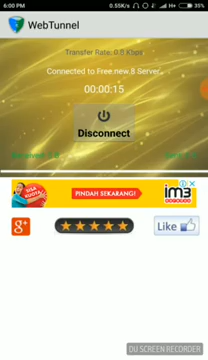 6:00 PM
0.55K/s
H+
35%
WebTunnel
Transfer Rate: 0.5 Kbps
Connected to Free new,8 Server.
00:00:15
Disconnect
PINDAH SEKARANG!
im3
OOREDOO
g+
Like
DU SCREEN RECORDER